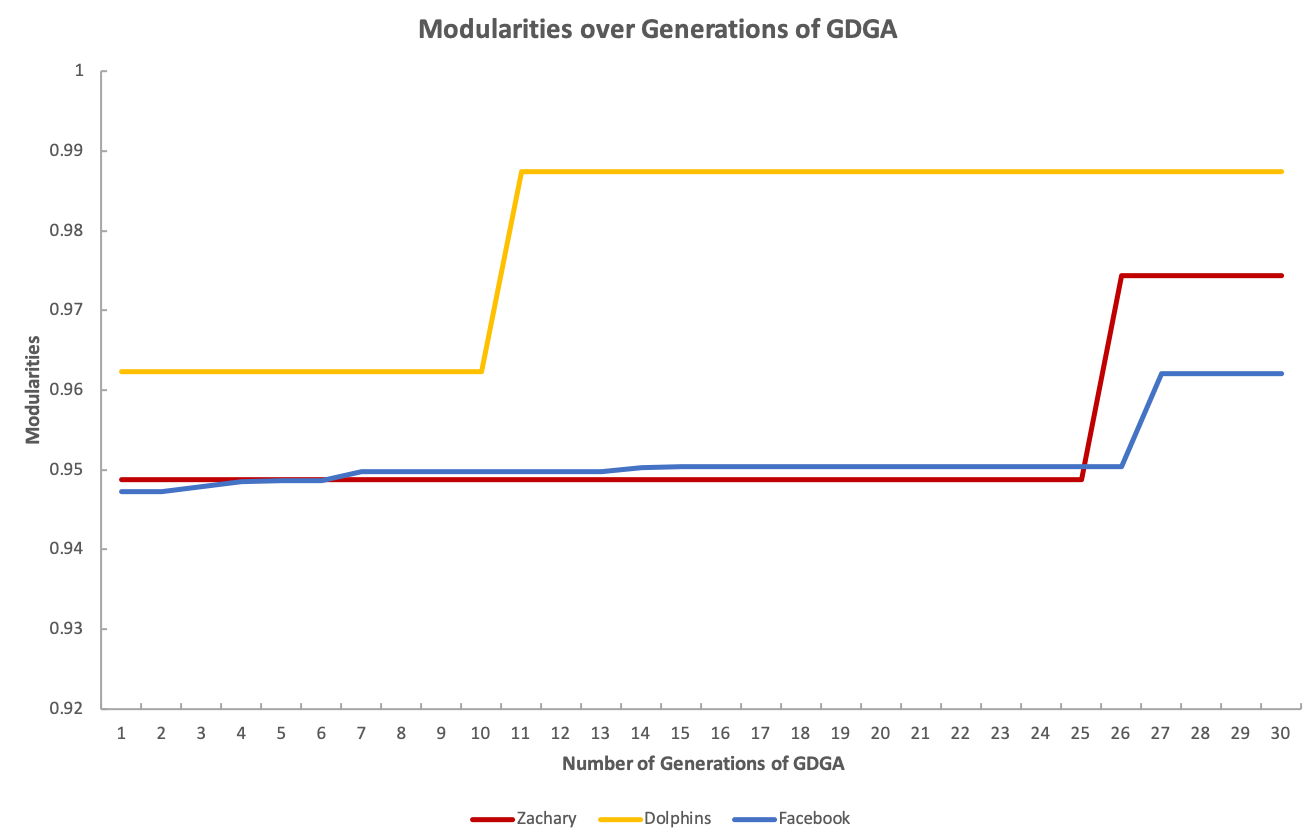 Modularities over Generations of GDGA
1
0.99
0.98
0.97
0.96
0.95
0.94
0.93
0.92
Modularities
1 2 3 4 5 6 7 8 9 10 11 12 13 14 15 16 17 18 19 20 21 22 23 24 25 26 27 28 29 30
Number of Generations of GDGA
Zachary Dolphins Facebook